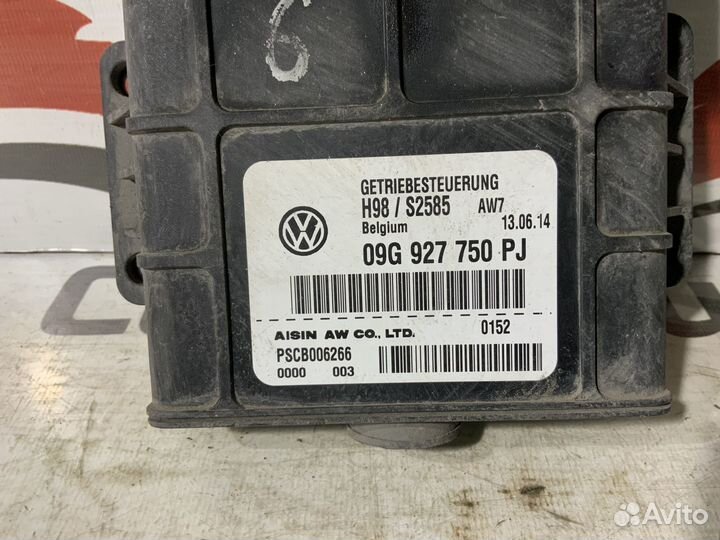 6
GETRIEBESTEUERUNG
H98 / S2585 AW7
Belgium 13.06.14
09G 927 750 PJ
AISIN AW CO., LTD. 0152
PSCB006266
0000 003
Avito